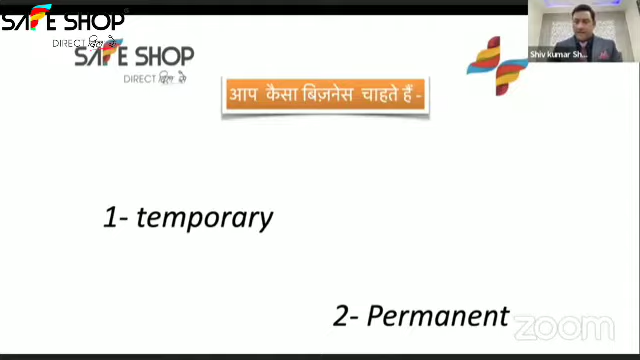 SAFE SHOP
DIRECT दिल से
SAFE SHOP
DIRECT दिल से
Shiv kumar Sh...
आप कैसा बिज़नेस चाहते हैं -
1- temporary
2- Permanent
zoom